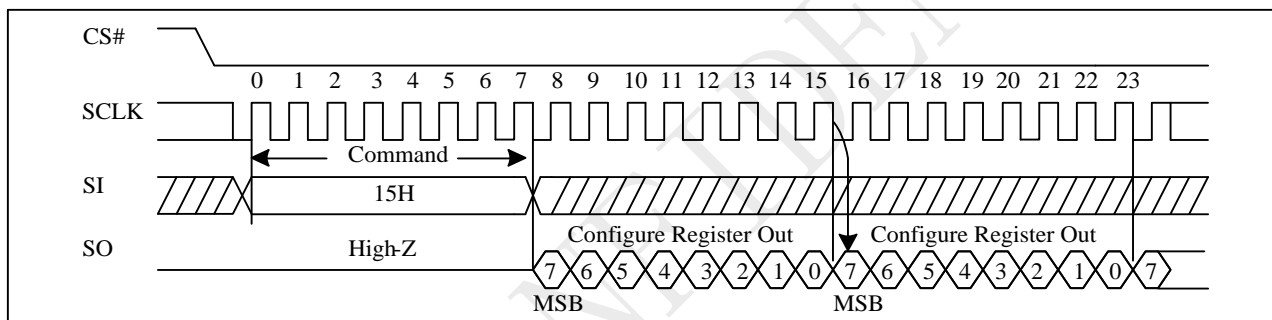 CS#
0 1 2 3 4 5 6 7 8 9 10 11 12 13 14 15 16 17 18 19 20 21 22 23
SCLK
Command
SI
15H
SO
High-Z
Configure Register Out
Configure Register Out
7 6 5 4 3 2 1 0 7 6 5 4 3 2 1 0 7
MSB
MSB